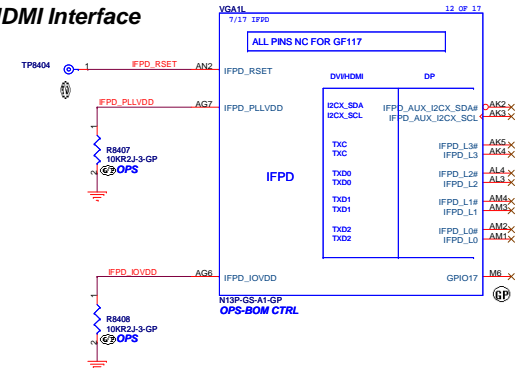 HDMI Interface
VGA1L 12 OF 17
7/17 IFPD
ALL PINS NC FOR GF117
TP8404 1 IFPD_RSET AN2 IFPD_RSET
DVI/HDMI DP
IFPD_PLLVDD AG7 IFPD_PLLVDD
I2CX_SDA IFPD_AUX_I2CX_SDA# AK2
I2CX_SCL IFPD_AUX_I2CX_SCL AK3
1
R8407
10KR2J-3-GP
OPS
2
TXC IFPD_L3# AK5
TXC IFPD_L3 AK4
IFPD
TXD0 IFPD_L2# AL4
TXD0 IFPD_L2 AL3
TXD1 IFPD_L1# AM4
TXD1 IFPD_L1 AM3
TXD2 IFPD_L0# AM2
TXD2 IFPD_L0 AM1
IFPD_IOVDD AG6 IFPD_IOVDD
GPIO17 M6
GP
N13P-GS-A1-GP
OPS-BOM CTRL
1
R8408
10KR2J-3-GP
OPS
2